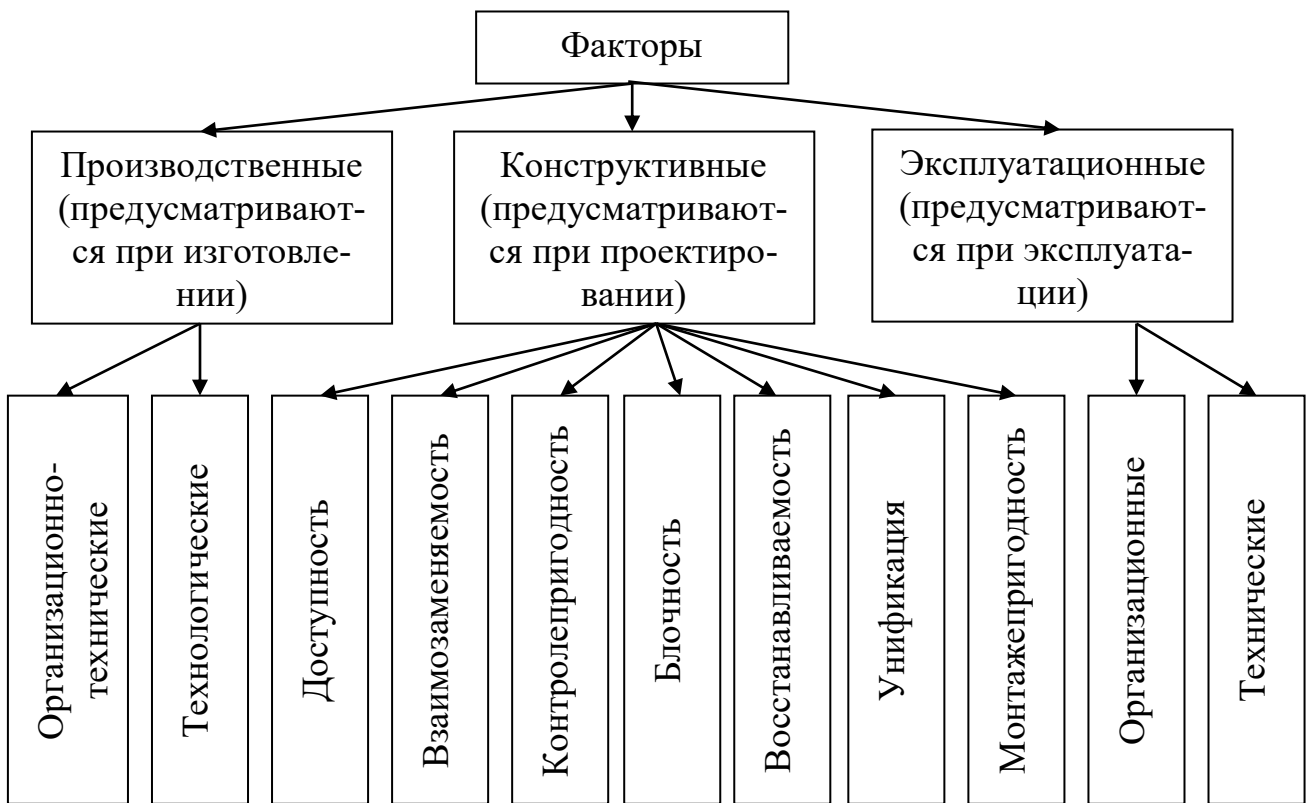 Факторы
Производственные
(предусматривают-
ся при изготовле-
нии)
Конструктивные
(предусматривают-
ся при проектиро-
вании)
Эксплуатационные
(предусматривают-
ся при эксплуата-
ции)
Организационно-
технические
Технологические
Доступность
Взаимозаменяемость
Контролепригодность
Блочность
Восстанавливаемость
Унификация
Монтажепригодность
Организационные
Технические